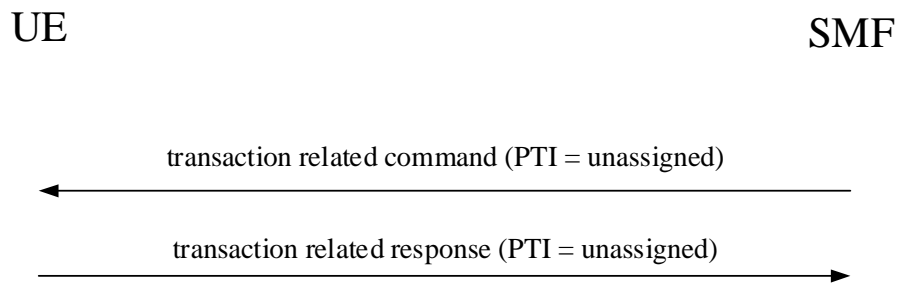 UE
SMF
transaction related command (PTI = unassigned)
transaction related response (PTI = unassigned)